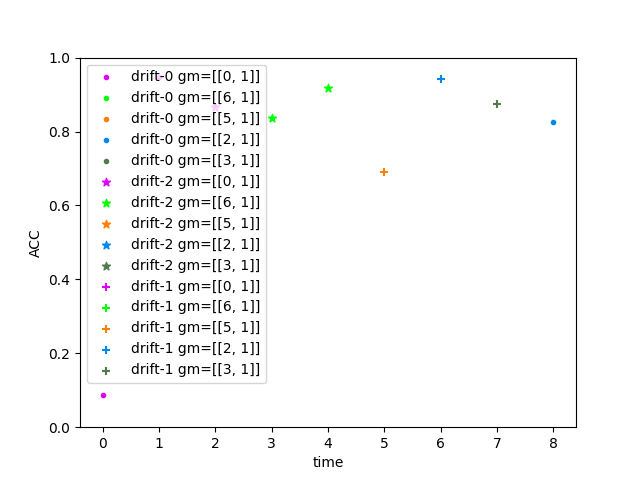 1.0
0.8
0.6
0.4
0.2
0.0
ACC
drift-0 gm=[[0, 1]]
drift-0 gm=[[6, 1]]
drift-0 gm=[[5, 1]]
drift-0 gm=[[2, 1]]
drift-0 gm=[[3, 1]]
drift-2 gm=[[0, 1]]
drift-2 gm=[[6, 1]]
drift-2 gm=[[5, 1]]
drift-2 gm=[[2, 1]]
drift-2 gm=[[3, 1]]
drift-1 gm=[[0, 1]]
drift-1 gm=[[6, 1]]
drift-1 gm=[[5, 1]]
drift-1 gm=[[2, 1]]
drift-1 gm=[[3, 1]]
0 1 2 3 4 5 6 7 8
time